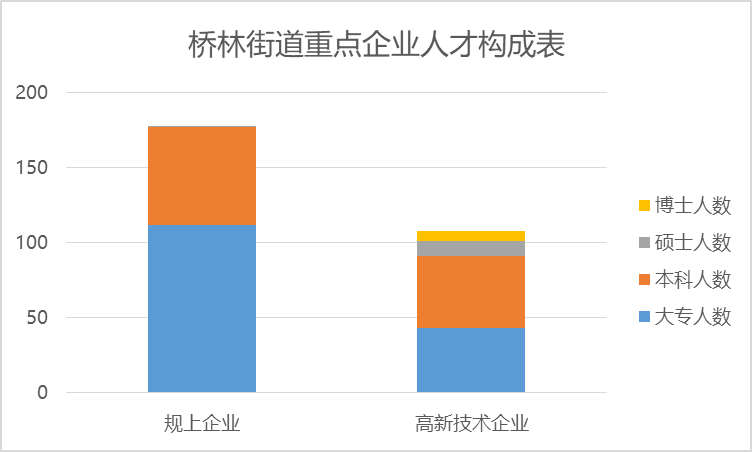 桥林街道重点企业人才构成表
200
150
100
50
0
规上企业
高新技术企业
博士人数
硕士人数
本科人数
大专人数